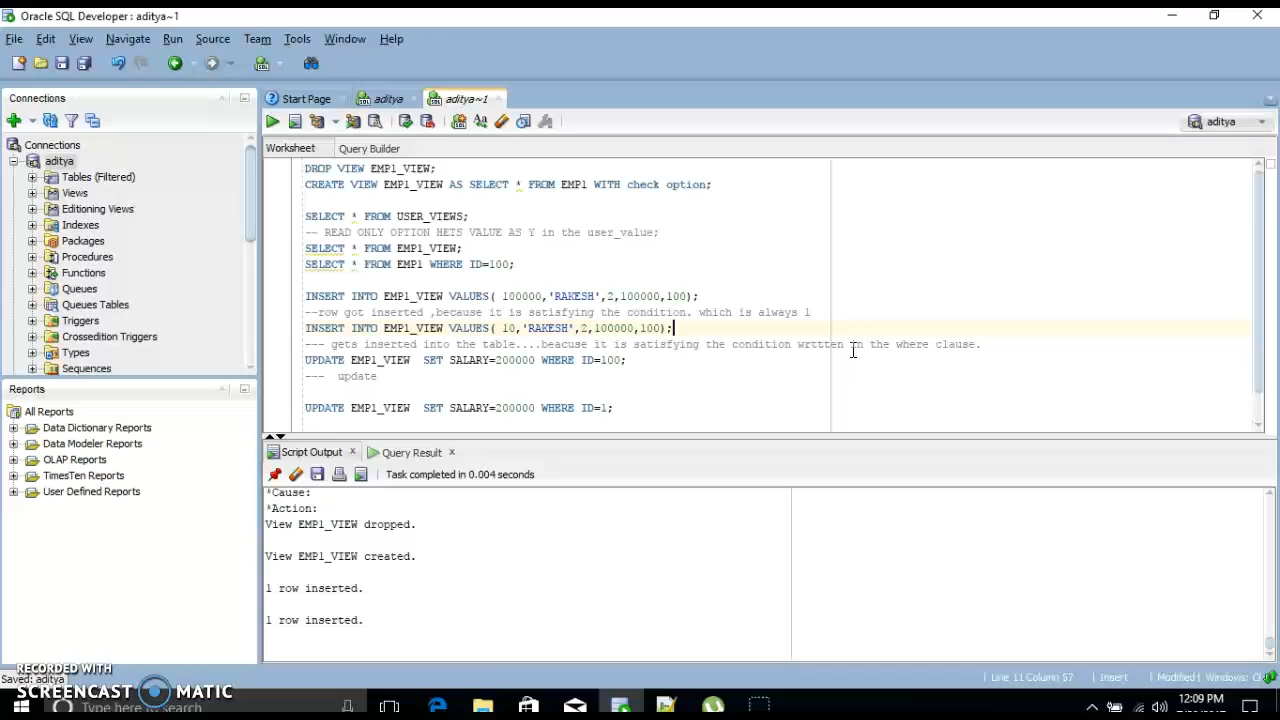 Oracle SQL Developer : aditya~1
File Edit View Navigate Run Source Team Tools Window Help
Connections
Start Page aditya aditya~1
aditya
Connections
aditya
Tables (Filtered)
Views
Editioning Views
Indexes
Packages
Procedures
Functions
Queues
Queues Tables
Triggers
Crossedition Triggers
Types
Sequences
Reports
All Reports
Data Dictionary Reports
Data Modeler Reports
OLAP Reports
TimesTen Reports
User Defined Reports
Worksheet Query Builder
DROP VIEW EMP1_VIEW;
CREATE VIEW EMP1_VIEW AS SELECT * FROM EMP1 WITH check option;
SELECT * FROM USER_VIEWS;
-- READ ONLY OPTION HETS VALUE AS Y in the user_value;
SELECT * FROM EMP1_VIEW;
SELECT * FROM EMP1 WHERE ID=100;
INSERT INTO EMP1_VIEW VALUES( 100000,'RAKESH',2,100000,100);
--row got inserted ,because it is satisfying the condition. which is always 1
INSERT INTO EMP1_VIEW VALUES( 10,'RAKESH',2,100000,100);
--- gets inserted into the table....beacuse it is satisfying the condition wrttten in the where clause.
UPDATE EMP1_VIEW SET SALARY=200000 WHERE ID=100;
--- update
UPDATE EMP1_VIEW SET SALARY=200000 WHERE ID=1;
Script Output Query Result
Task completed in 0.004 seconds
*Cause:
*Action:
View EMP1_VIEW dropped.
View EMP1_VIEW created.
1 row inserted.
1 row inserted.
Saved: aditya
Line 11 Column 57 Insert Modified Windows:
RECORDED WITH
SCREENCAST MATIC
Type here to search
12:09 PM